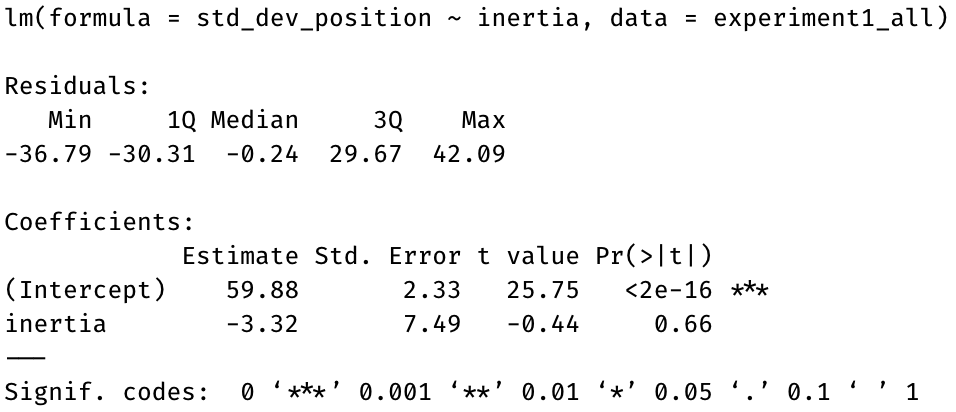 lm(formula = std_dev_position ~ inertia, data = experiment1_all)
Residuals:
   Min     1Q Median     3Q    Max
-36.79 -30.31  -0.24  29.67  42.09
Coefficients:
            Estimate Std. Error t value Pr(>|t|)
(Intercept)    59.88       2.33   25.75   <2e-16 ***
inertia        -3.32       7.49   -0.44     0.66
---
Signif. codes:  0 ‘***’ 0.001 ‘**’ 0.01 ‘*’ 0.05 ‘.’ 0.1 ‘ ’ 1